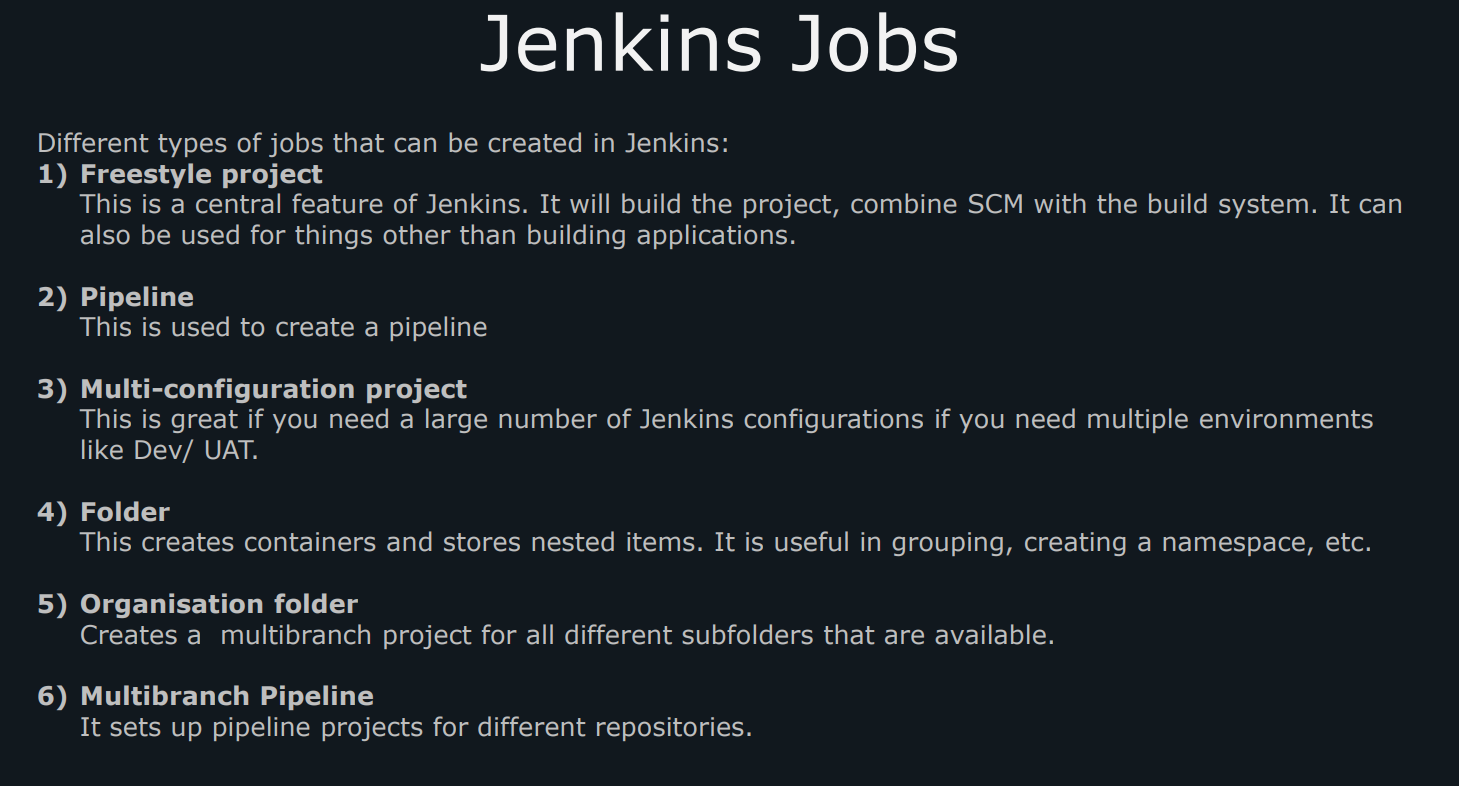 Jenkins Jobs
Different types of jobs that can be created in Jenkins:
1) Freestyle project
This is a central feature of Jenkins. It will build the project, combine SCM with the build system. It can
also be used for things other than building applications.
2) Pipeline
This is used to create a pipeline
3) Multi-configuration project
This is great if you need a large number of Jenkins configurations if you need multiple environments
like Dev/ UAT.
4) Folder
This creates containers and stores nested items. It is useful in grouping, creating a namespace, etc.
5) Organisation folder
Creates a  multibranch project for all different subfolders that are available.
6) Multibranch Pipeline
It sets up pipeline projects for different repositories.